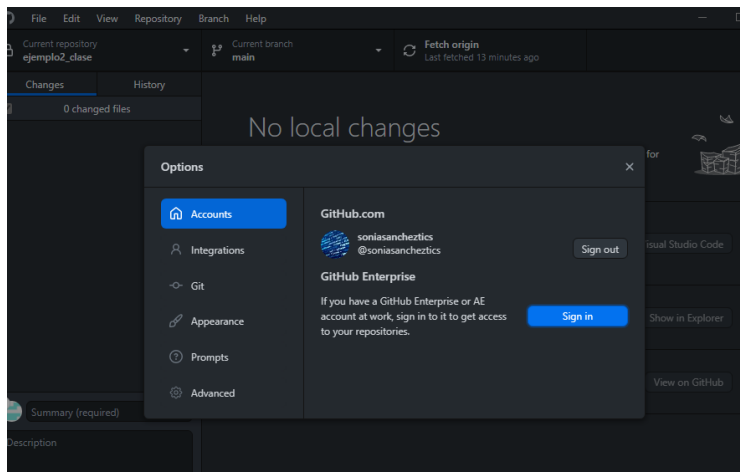 File Edit View Repository Branch Help
Current repository
ejemplo2_clase
Current branch
main
Fetch origin
Last fetched 13 minutes ago
Changes History
0 changed files
No local changes
for
Options
Accounts
Integrations
Git
Appearance
Prompts
Advanced
GitHub.com
soniasancheztics
@soniasancheztics
Sign out
GitHub Enterprise
If you have a GitHub Enterprise or AE
account at work, sign in to it to get access
to your repositories.
Sign in
isual Studio Code
Show in Explorer
View on GitHub
Summary (required)
Description